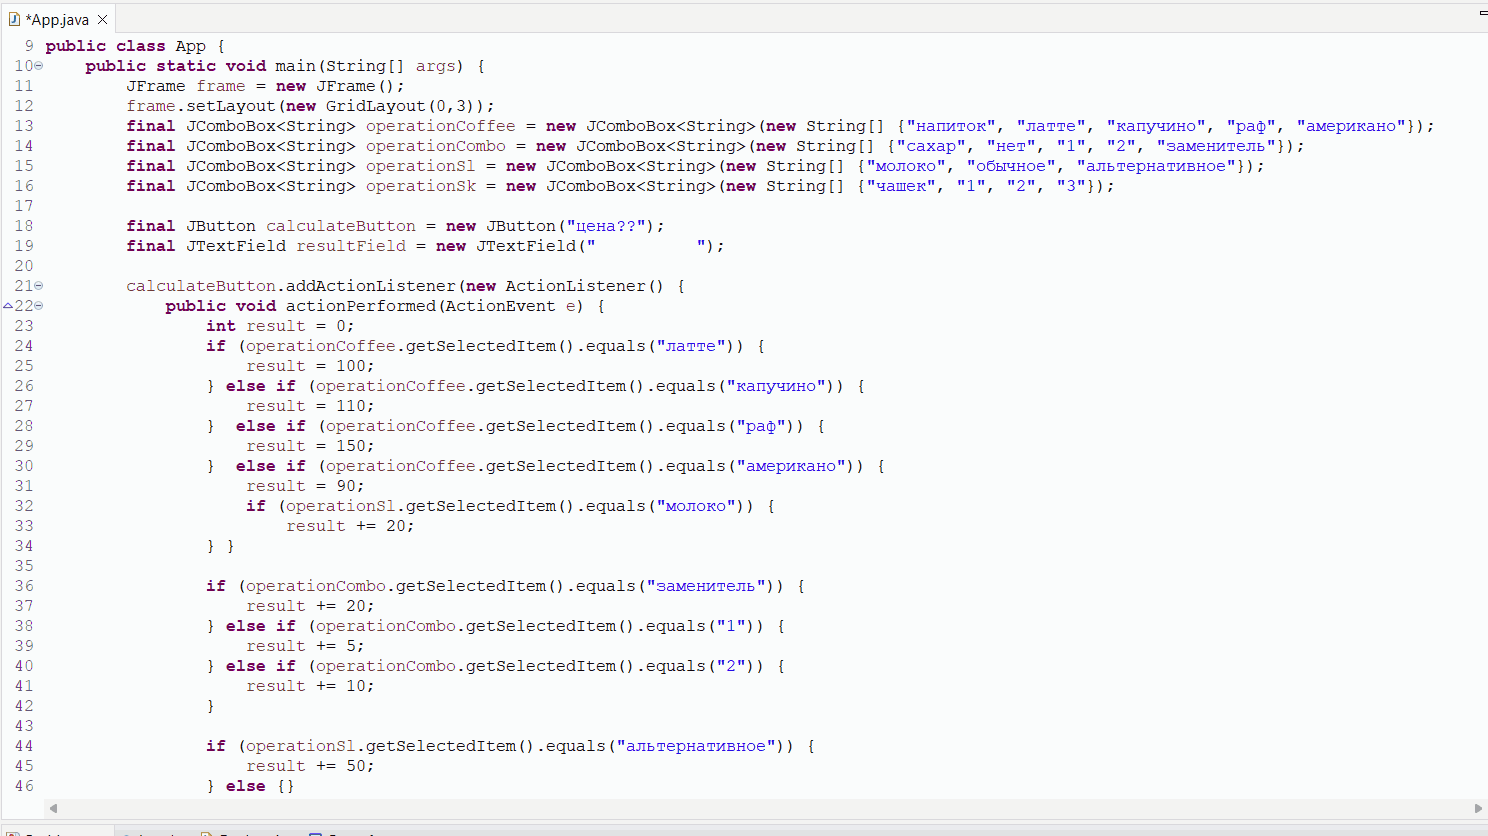 *App.java
9 public class App {
10 public static void main(String[] args) {
11 JFrame frame = new JFrame();
12 frame.setLayout(new GridLayout(0,3));
13 final JComboBox<String> operationCoffee = new JComboBox<String>(new String[] {"напиток", "латте", "капучино", "раф", "американо"});
14 final JComboBox<String> operationCombo = new JComboBox<String>(new String[] {"сахар", "нет", "1", "2", "заменитель"});
15 final JComboBox<String> operationSl = new JComboBox<String>(new String[] {"молоко", "обычное", "альтернативное"});
16 final JComboBox<String> operationSk = new JComboBox<String>(new String[] {"чашек", "1", "2", "3"});
17
18 final JButton calculateButton = new JButton("цена??");
19 final JTextField resultField = new JTextField("          ");
20
21 calculateButton.addActionListener(new ActionListener() {
22 public void actionPerformed(ActionEvent e) {
23 int result = 0;
24 if (operationCoffee.getSelectedItem().equals("латте")) {
25 result = 100;
26 } else if (operationCoffee.getSelectedItem().equals("капучино")) {
27 result = 110;
28 }  else if (operationCoffee.getSelectedItem().equals("раф")) {
29 result = 150;
30 }  else if (operationCoffee.getSelectedItem().equals("американо")) {
31 result = 90;
32 if (operationSl.getSelectedItem().equals("молоко")) {
33 result += 20;
34 } }
35
36 if (operationCombo.getSelectedItem().equals("заменитель")) {
37 result += 20;
38 } else if (operationCombo.getSelectedItem().equals("1")) {
39 result += 5;
40 } else if (operationCombo.getSelectedItem().equals("2")) {
41 result += 10;
42 }
43
44 if (operationSl.getSelectedItem().equals("альтернативное")) {
45 result += 50;
46 } else {}